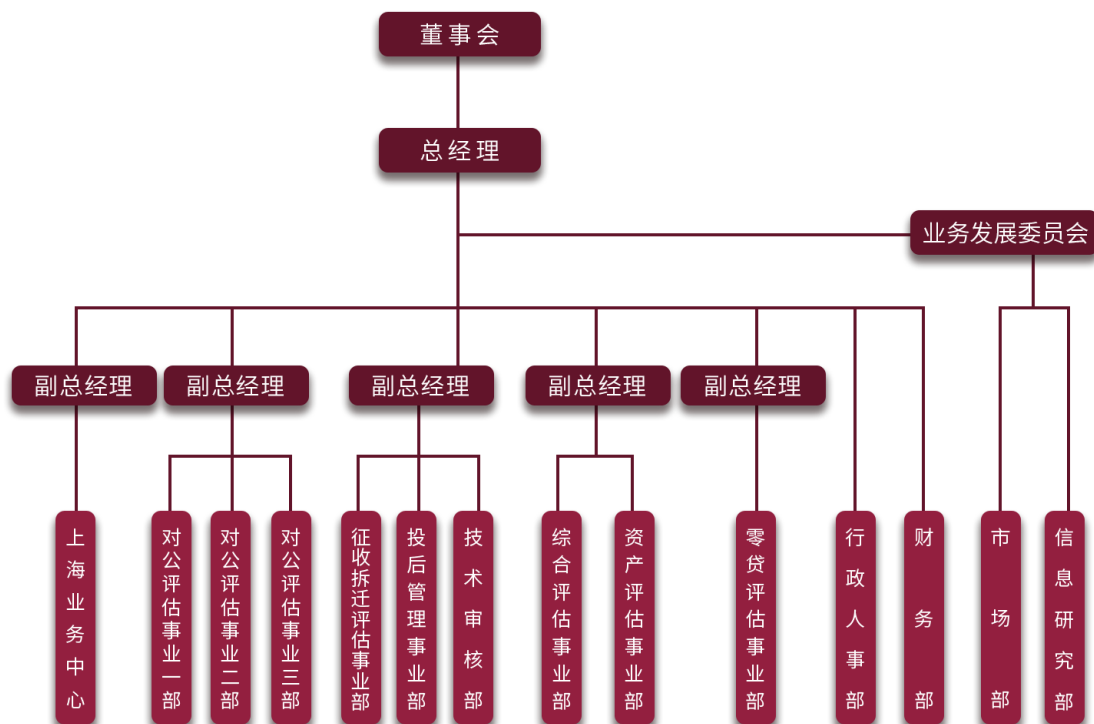 董事会
总经理
业务发展委员会
副总经理
副总经理
副总经理
副总经理
副总经理
上海业务中心
对公评估事业一部
对公评估事业二部
对公评估事业三部
征收拆迁评估事业部
投后管理事业部
技术审核部
综合评估事业部
资产评估事业部
零贷评估事业部
行政人事部
财务部
市场部
信息研究部